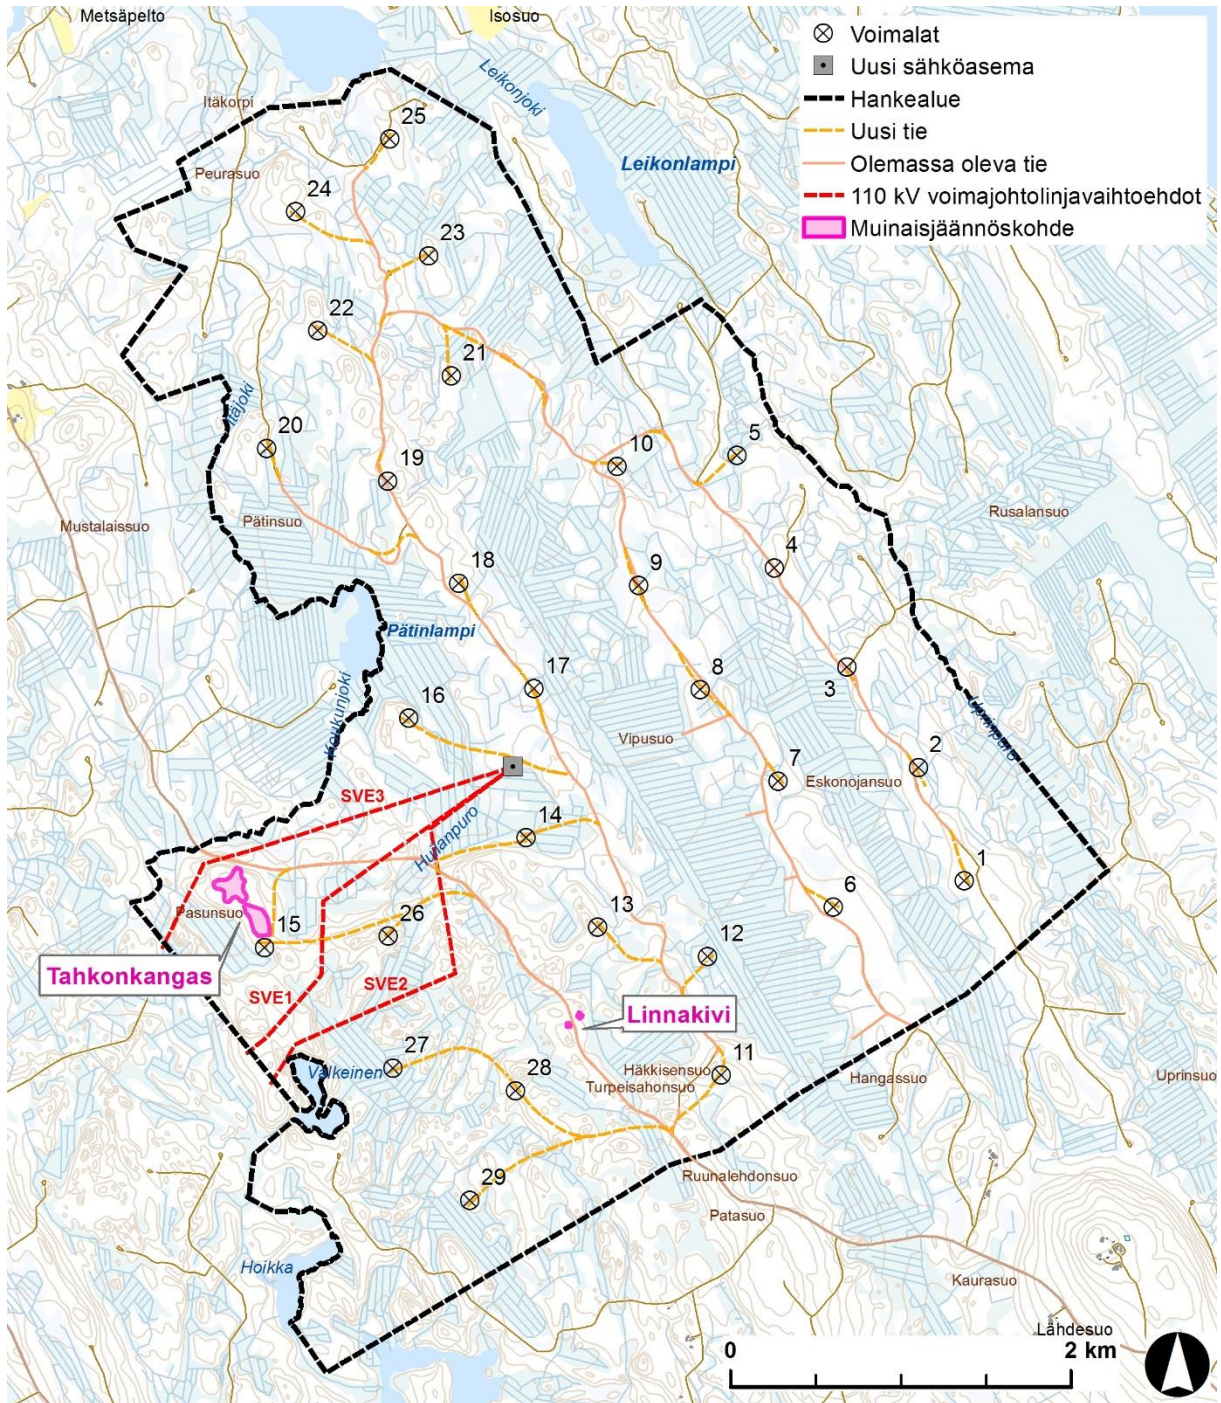 Metsäpelto
Isosuo
Voimalat
Uusi sähköasema
Hankealue
Uusi tie
Olemassa oleva tie
110 kV voimajohtolinjavaihtoehdot
Muinaisjäännöskohde
Leikonjoki
Leikonlampi
Itäkorpi
25
Peurasuo
24
23
22
21
Itäjoki
20
10
5
19
Mustalaissuo
Pätinsuo
Rusalansuo
4
18
9
Pätinlampi
17
8
3
16
Koukunjoki
Vipusuo
Uprinpuro
2
7
Eskonojansuo
SVE3
14
Huilanpuro
1
6
Pasunsuo
15
26
13
12
Tahkonkangas
SVE1
SVE2
Linnakivi
27
Valkeinen
28
Häkkisensuo
11
Turpeisahonsuo
Hangassuo
Uprinsuo
29
Ruunalehdonsuo
Patasuo
Hoikka
Kaurasuo
Lähdesuo
0
2 km